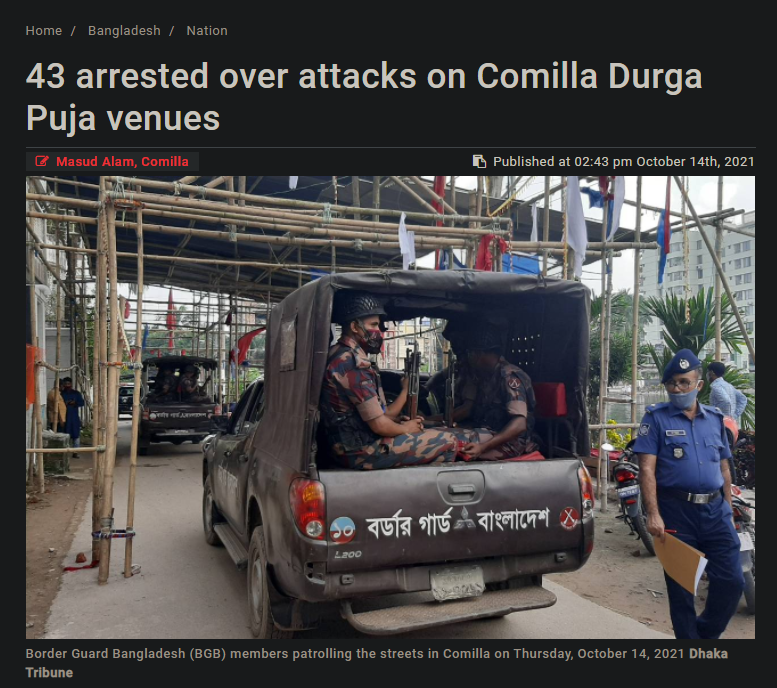 Home / Bangladesh / Nation
43 arrested over attacks on Comilla Durga
Puja venues
Masud Alam, Comilla
Published at 02:43 pm October 14th, 2021
১০
বর্ডার গার্ড বাংলাদেশ
L200
Border Guard Bangladesh (BGB) members patrolling the streets in Comilla on Thursday, October 14, 2021 Dhaka
Tribune